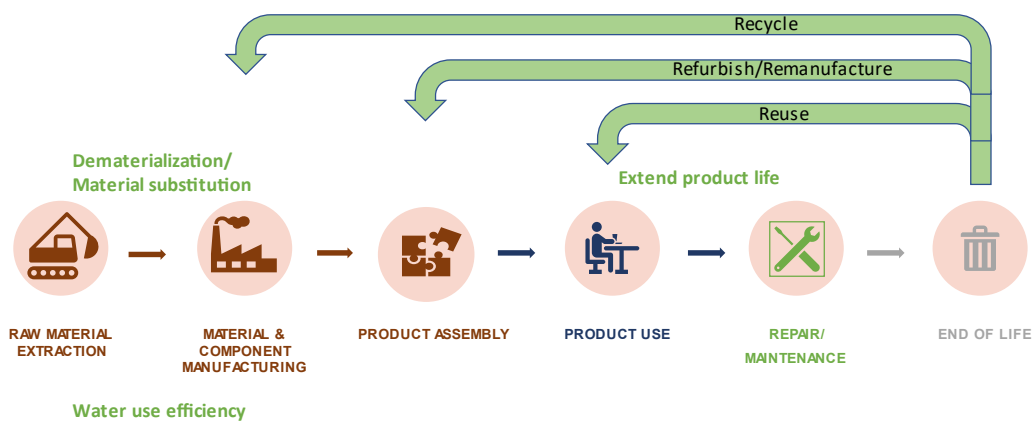 Recycle
Refurbish/Remanufacture
Reuse
Dematerialization/
Material substitution
Extend product life
RAW MATERIAL
EXTRACTION
MATERIAL &
COMPONENT
MANUFACTURING
PRODUCT ASSEMBLY
PRODUCT USE
REPAIR/
MAINTENANCE
END OF LIFE
Water use efficiency